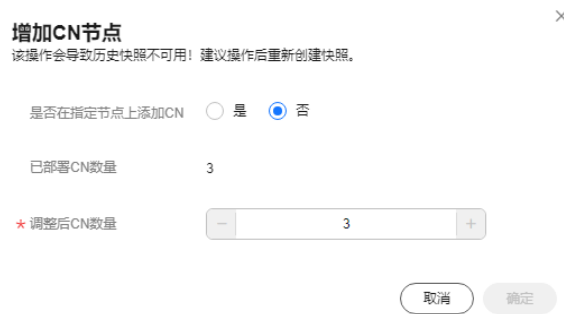 增加CN节点
该操作会导致历史快照不可用！建议操作后重新创建快照。
是否在指定节点上添加CN 是 否
已部署CN数量 3
* 调整后CN数量 − 3 +
取消 确定